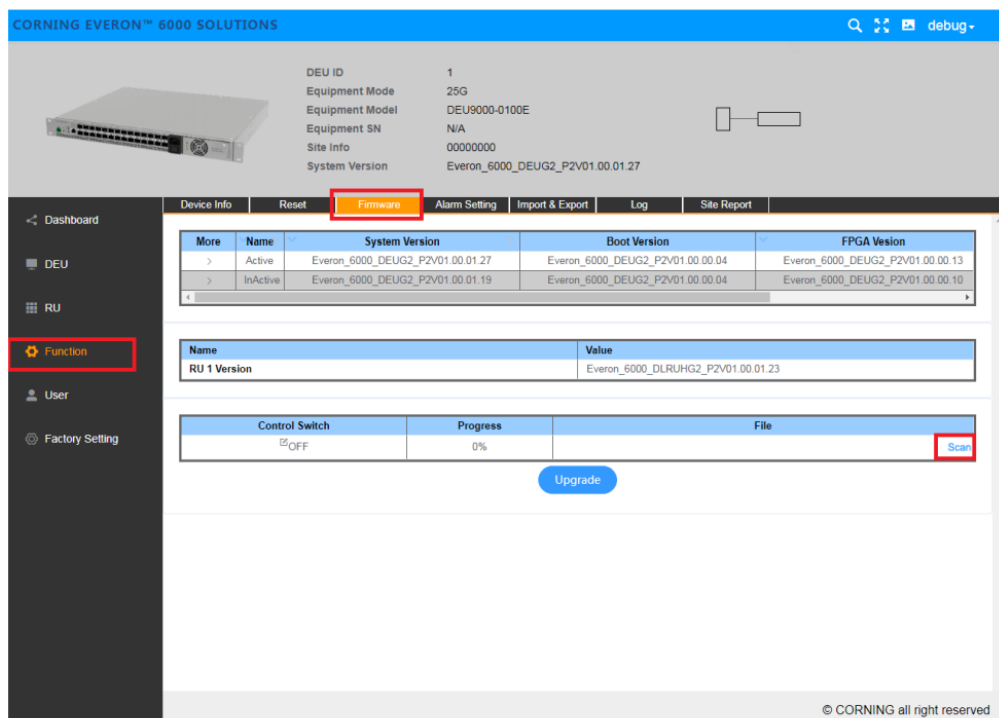 CORNING EVERON™ 6000 SOLUTIONS
debug
DEU ID 1
Equipment Mode 25G
Equipment Model DEU9000-0100E
Equipment SN N/A
Site Info 00000000
System Version Everon_6000_DEUG2_P2V01.00.01.27
Dashboard
DEU
RU
Function
User
Factory Setting
Device Info Reset Firmware Alarm Setting Import & Export Log Site Report
More Name System Version Boot Version FPGA Vesion
> Active Everon_6000_DEUG2_P2V01.00.01.27 Everon_6000_DEUG2_P2V01.00.00.04 Everon_6000_DEUG2_P2V01.00.00.13
> InActive Everon_6000_DEUG2_P2V01.00.01.19 Everon_6000_DEUG2_P2V01.00.00.04 Everon_6000_DEUG2_P2V01.00.00.10
Name Value
RU 1 Version Everon_6000_DLRUHG2_P2V01.00.01.23
Control Switch Progress File
OFF 0% Scan
Upgrade
© CORNING all right reserved